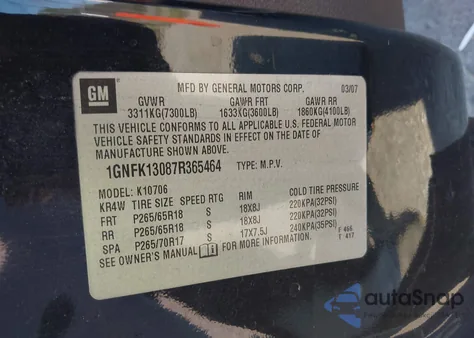 GM
MFD BY GENERAL MOTORS CORP. 03/07
GVWR GAWR FRT GAWR RR
3311KG(7300LB) 1633KG(3600LB) 1860KG(4100LB)
THIS VEHICLE CONFORMS TO ALL APPLICABLE U.S. FEDERAL MOTOR
VEHICLE SAFETY STANDARDS IN EFFECT ON THE DATE OF
MANUFACTURE SHOWN ABOVE.
1GNFK13087R365464 TYPE: M.P.V.
MODEL: K10706
KR4W TIRE SIZE SPEED RTG RIM COLD TIRE PRESSURE
FRT P265/65R18 S 18X8J 220KPA(32PSI)
RR P265/65R18 S 18X8J 220KPA(32PSI)
SPA P265/70R17 S 17X7.5J 240KPA(35PSI)
SEE OWNER'S MANUAL FOR MORE INFORMATION. F 466
T 417
autoSnap